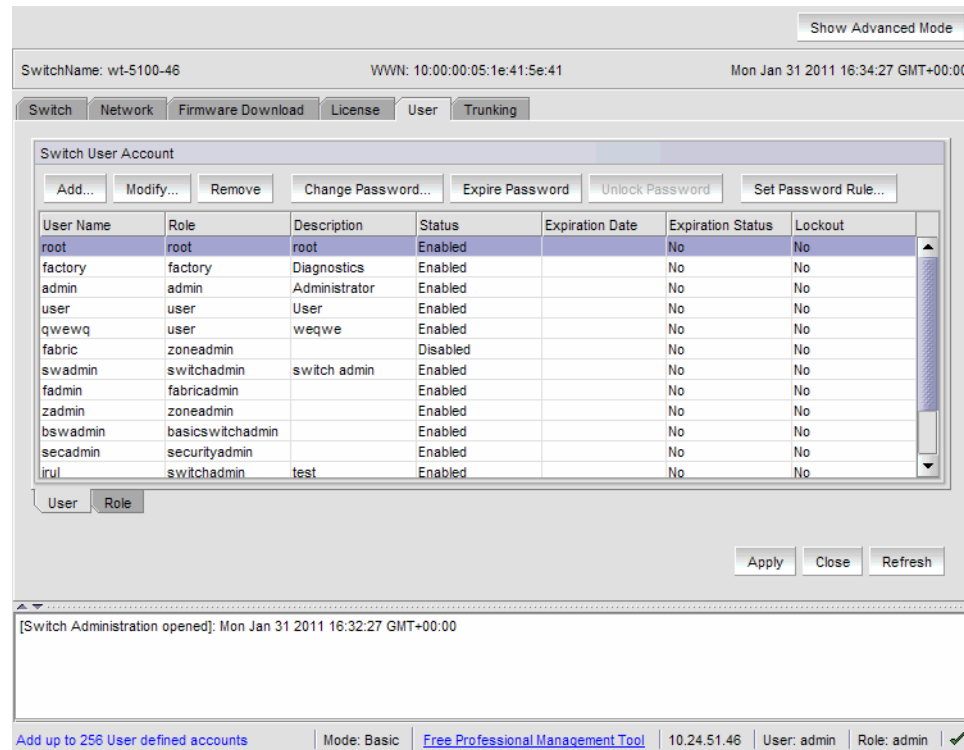 Show Advanced Mode
SwitchName: wt-5100-46 WWN: 10:00:00:05:1e:41:5e:41 Mon Jan 31 2011 16:34:27 GMT+00:00
Switch Network Firmware Download License User Trunking
Switch User Account
Add... Modify... Remove Change Password... Expire Password Unlock Password Set Password Rule...
User Name Role Description Status Expiration Date Expiration Status Lockout
root root root Enabled No No
factory factory Diagnostics Enabled No No
admin admin Administrator Enabled No No
user user User Enabled No No
qwewq user weqwe Enabled No No
fabric zoneadmin Disabled No No
swadmin switchadmin switch admin Enabled No No
fadmin fabricadmin Enabled No No
zadmin zoneadmin Enabled No No
bswadmin basicswitchadmin Enabled No No
secadmin securityadmin Enabled No No
irul switchadmin test Enabled No No
User Role
Apply Close Refresh
[Switch Administration opened]: Mon Jan 31 2011 16:32:27 GMT+00:00
Add up to 256 User defined accounts Mode: Basic Free Professional Management Tool 10.24.51.46 User: admin Role: admin